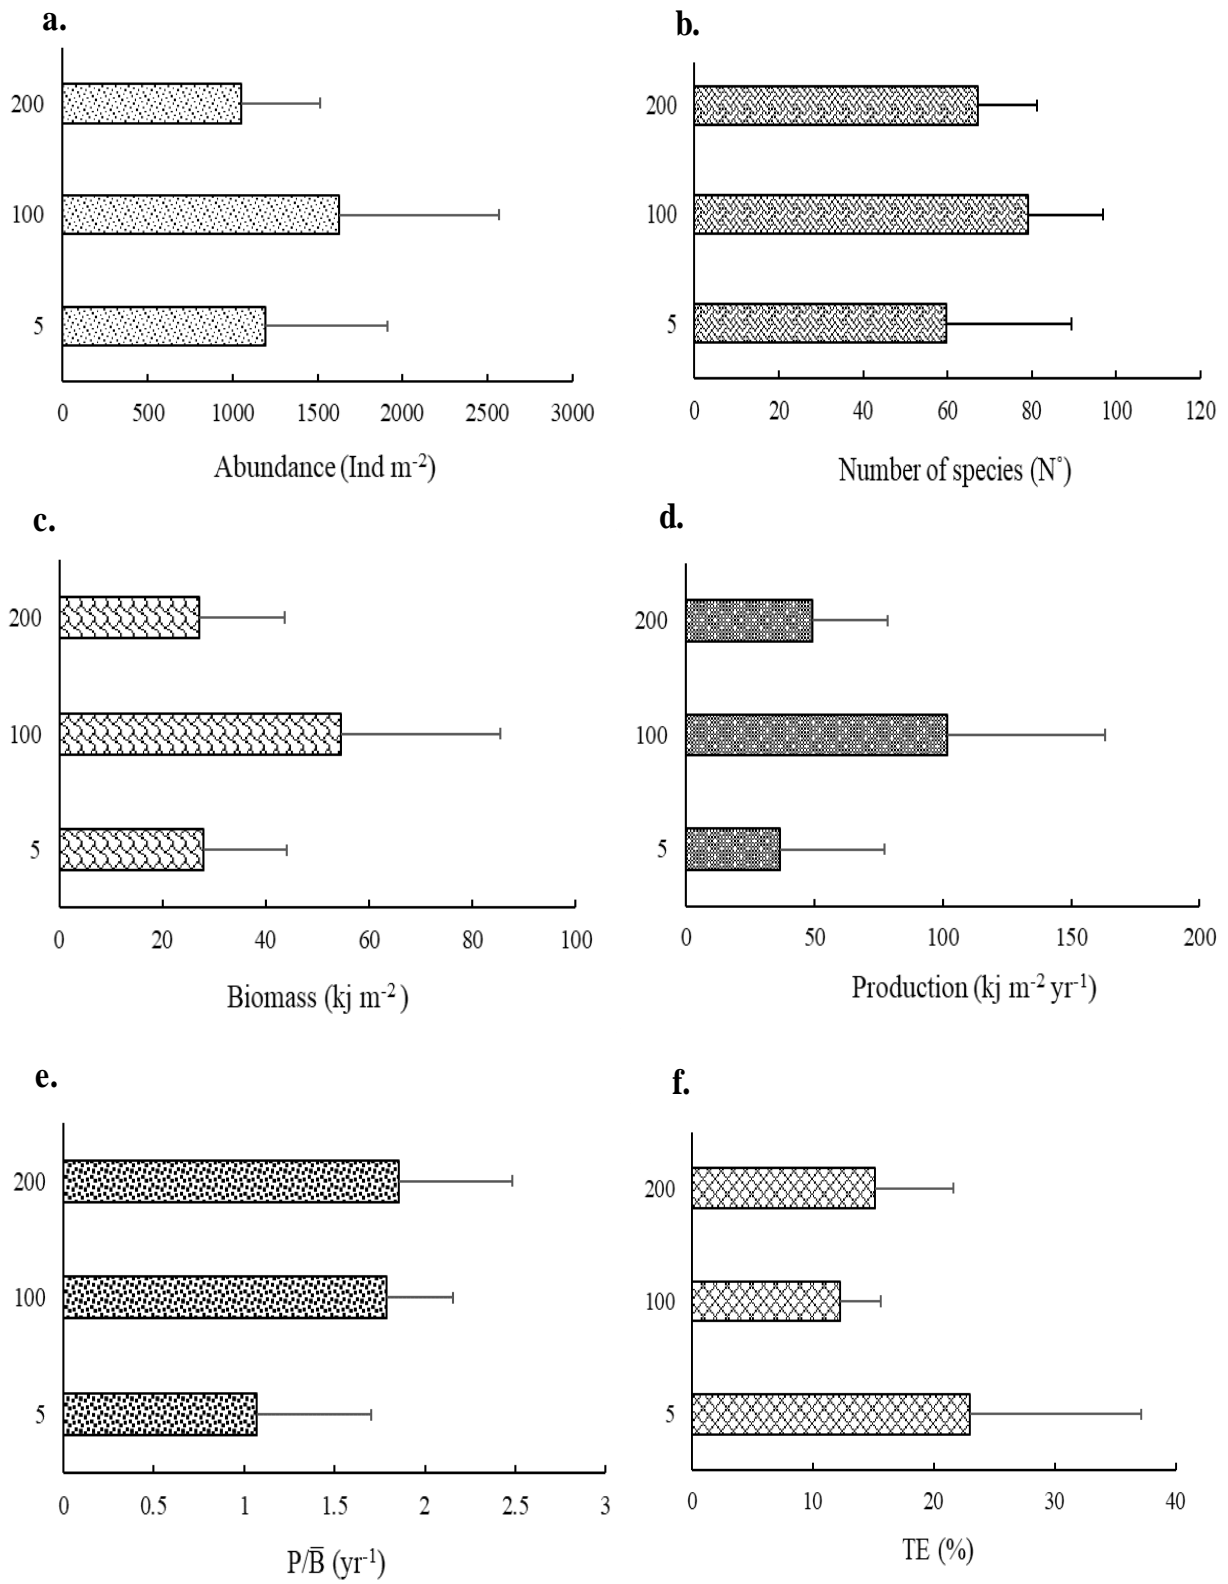 a.
200
100
5
0 500 1000 1500 2000 2500 3000
Abundance (Ind m⁻²)
b.
200
100
5
0 20 40 60 80 100 120
Number of species (N°)
c.
200
100
5
0 20 40 60 80 100
Biomass (kj m⁻² )
d.
200
100
5
0 50 100 150 200
Production (kj m⁻² yr⁻¹)
e.
200
100
5
0 0.5 1 1.5 2 2.5 3
P/B̅ (yr⁻¹)
f.
200
100
5
0 10 20 30 40
TE (%)